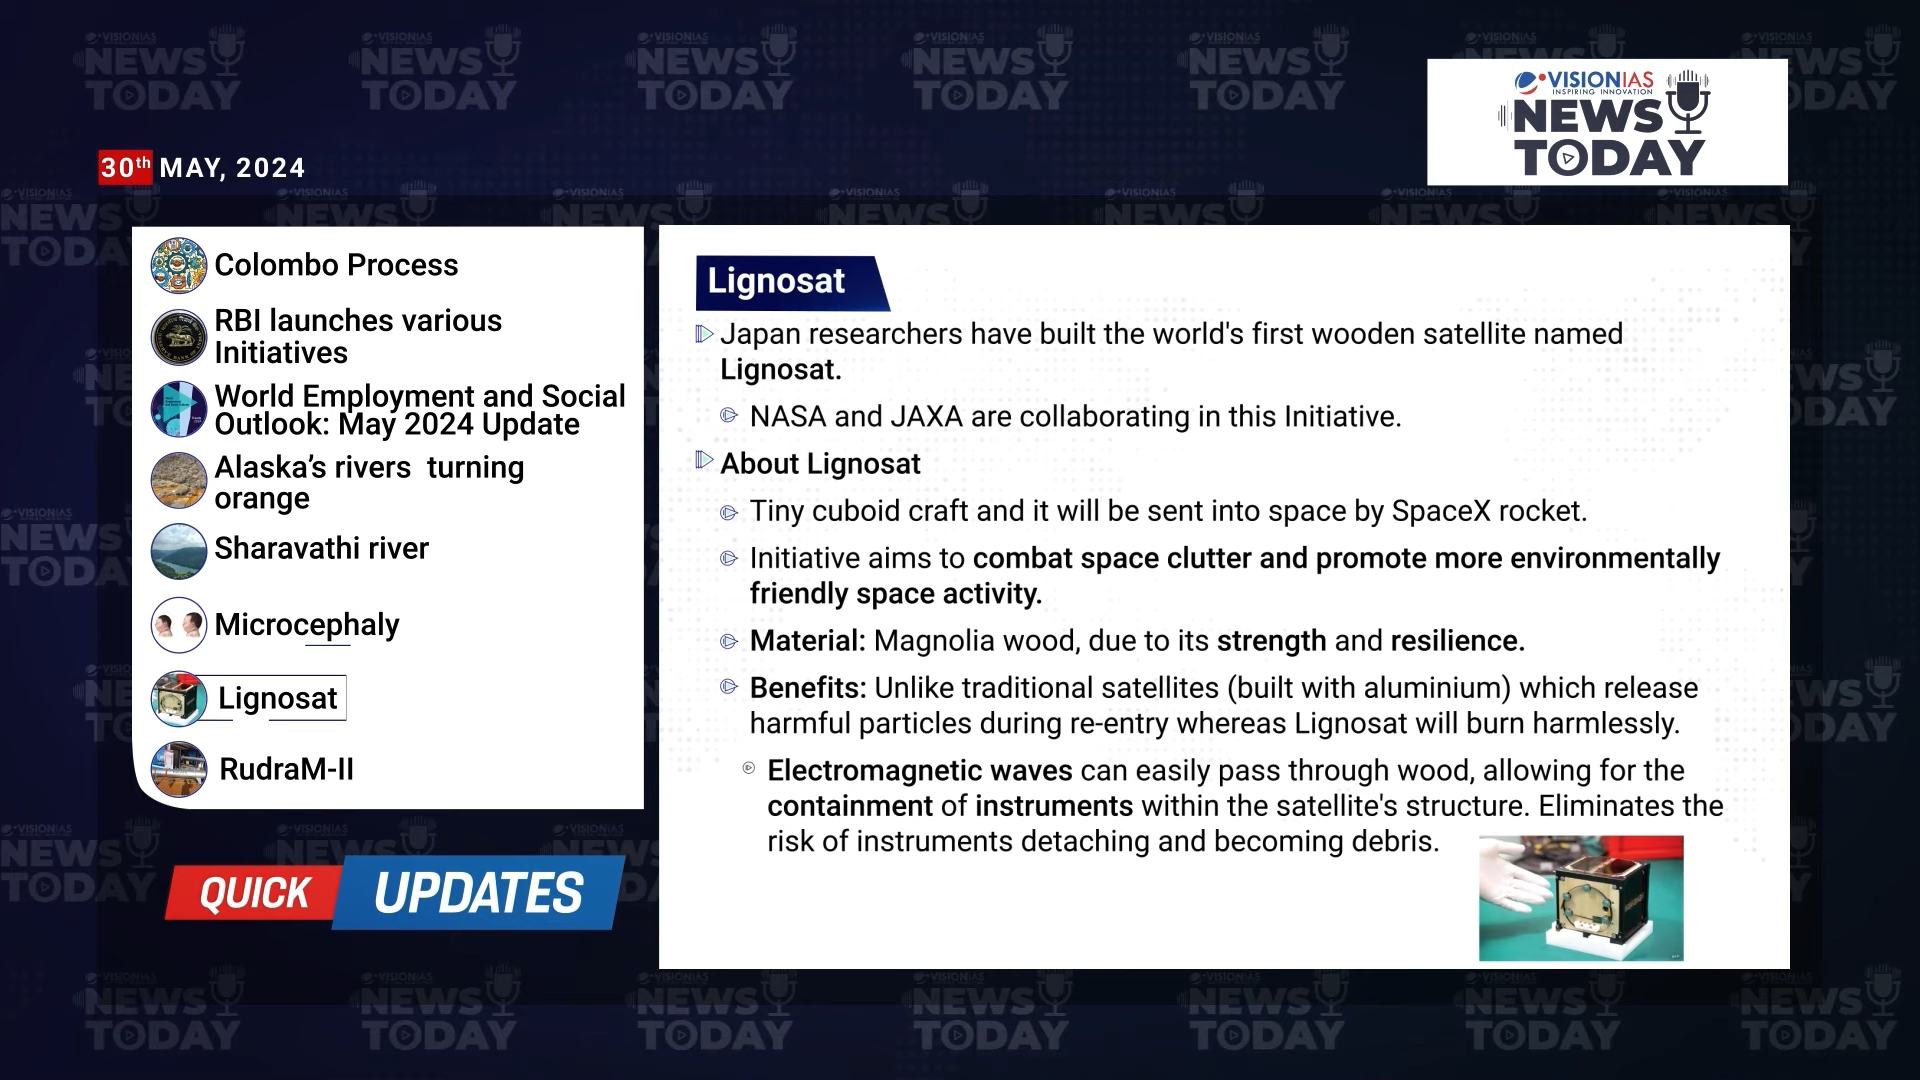 VISIONIAS
INSPIRING INNOVATION
NEWS
TODAY
30th MAY, 2024
Colombo Process
RBI launches various
Initiatives
World Employment and Social
Outlook: May 2024 Update
Alaska’s rivers  turning
orange
Sharavathi river
Microcephaly
Lignosat
RudraM-II
QUICK UPDATES
Lignosat
Japan researchers have built the world's first wooden satellite named
Lignosat.
NASA and JAXA are collaborating in this Initiative.
About Lignosat
Tiny cuboid craft and it will be sent into space by SpaceX rocket.
Initiative aims to combat space clutter and promote more environmentally
friendly space activity.
Material: Magnolia wood, due to its strength and resilience.
Benefits: Unlike traditional satellites (built with aluminium) which release
harmful particles during re-entry whereas Lignosat will burn harmlessly.
Electromagnetic waves can easily pass through wood, allowing for the
containment of instruments within the satellite's structure. Eliminates the
risk of instruments detaching and becoming debris.